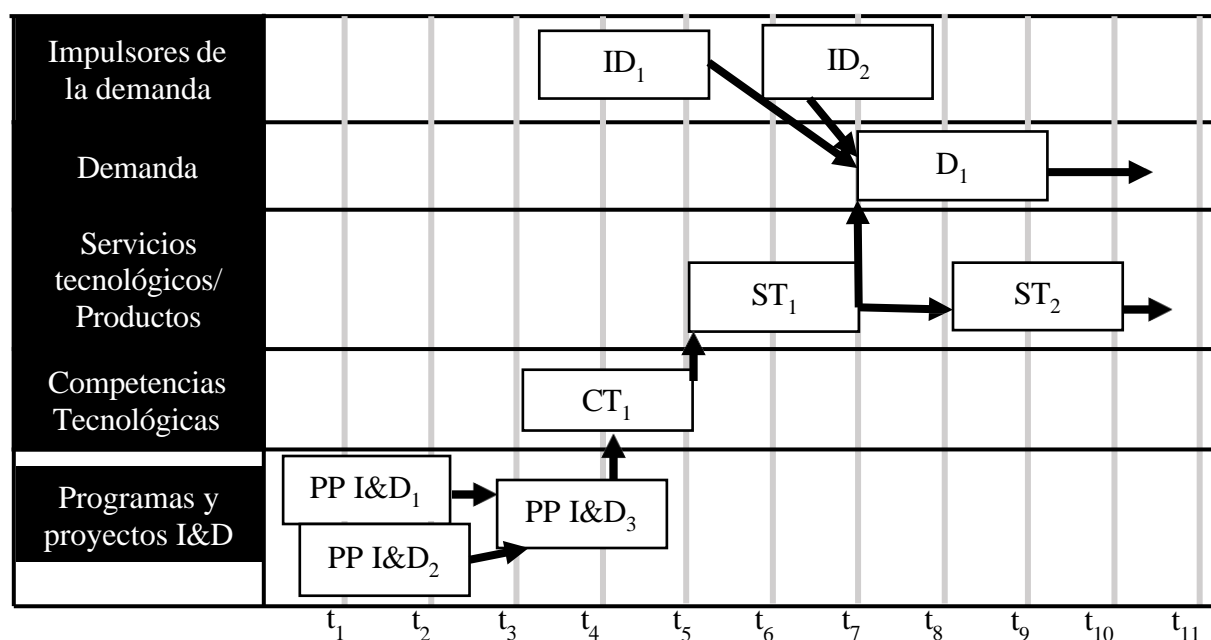 Impulsores de
la demanda
ID₁
ID₂
Demanda
D₁
Servicios
tecnológicos/
Productos
ST₁
ST₂
Competencias
Tecnológicas
CT₁
Programas y
proyectos I&D
PP I&D₁
PP I&D₂
PP I&D₃
t₁ t₂ t₃ t₄ t₅ t₆ t₇ t₈ t₉ t₁₀ t₁₁